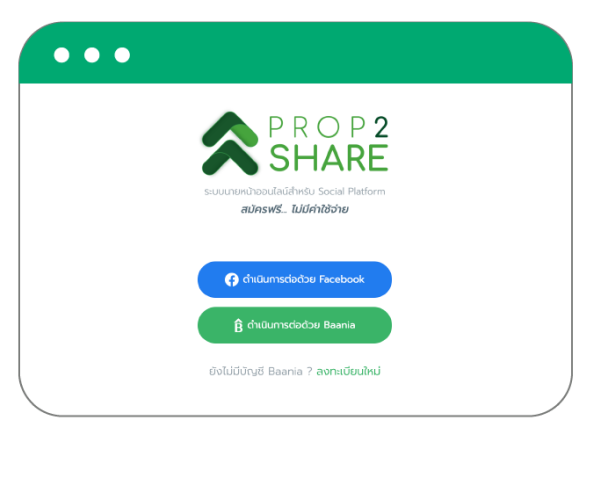 PROP2
SHARE
ระบบนายหน้าออนไลน์สำหรับ Social Platform
สมัครฟรี... ไม่มีค่าใช้จ่าย
ดำเนินการต่อด้วย Facebook
ดำเนินการต่อด้วย Baania
ยังไม่มีบัญชี Baania ? ลงทะเบียนใหม่